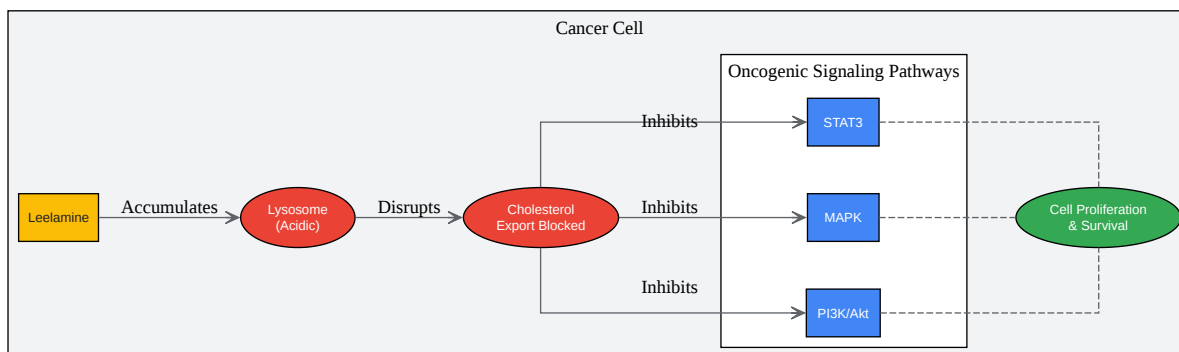 Cancer Cell
Oncogenic Signaling Pathways
Leelamine
Accumulates
Lysosome
(Acidic)
Disrupts
Cholesterol
Export Blocked
Inhibits
STAT3
Inhibits
MAPK
Inhibits
PI3K/Akt
Cell Proliferation
& Survival